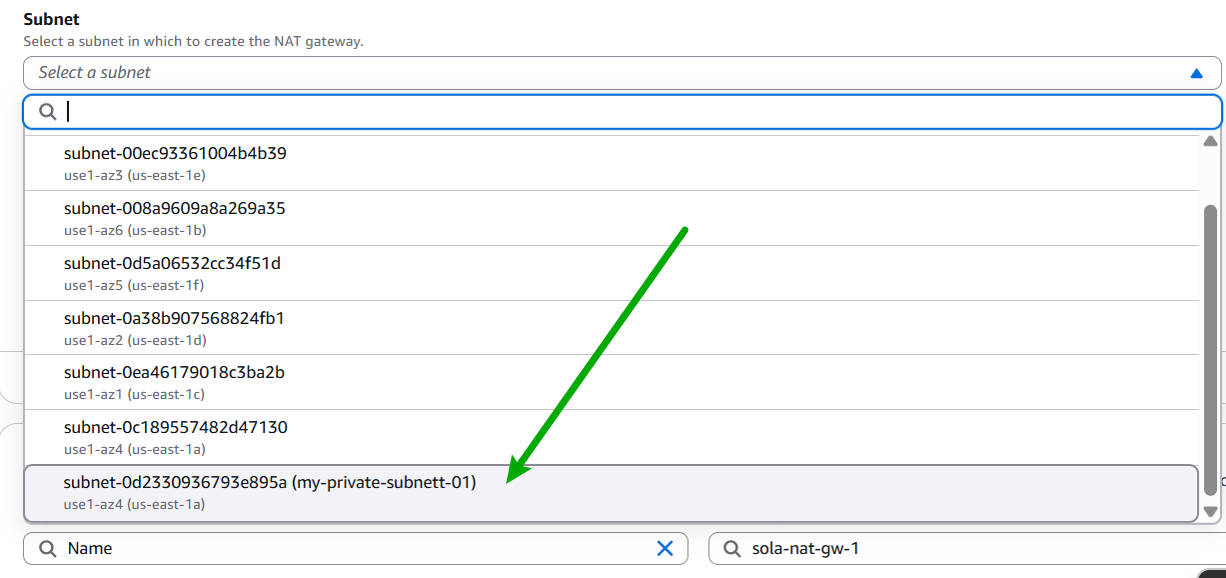 Subnet
Select a subnet in which to create the NAT gateway.
Select a subnet
subnet-00ec93361004b4b39
use1-az3 (us-east-1e)
subnet-008a9609a8a269a35
use1-az6 (us-east-1b)
subnet-0d5a06532cc34f51d
use1-az5 (us-east-1f)
subnet-0a38b907568824fb1
use1-az2 (us-east-1d)
subnet-0ea46179018c3ba2b
use1-az1 (us-east-1c)
subnet-0c189557482d47130
use1-az4 (us-east-1a)
subnet-0d2330936793e895a (my-private-subnett-01)
use1-az4 (us-east-1a)
Name
sola-nat-gw-1